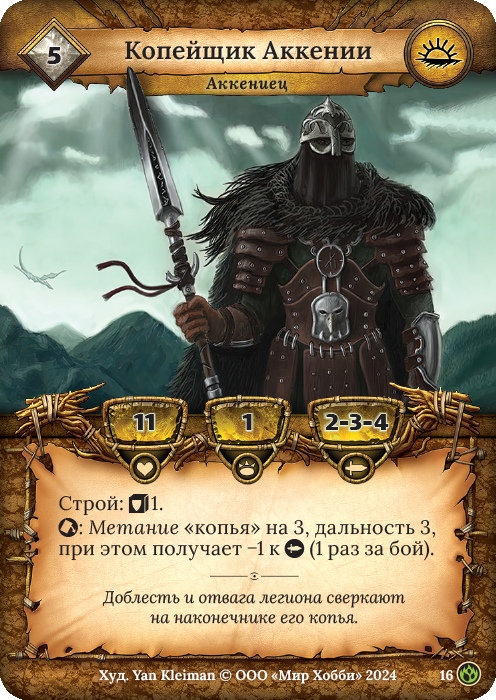 5
Копейщик Аккении
Аккениец
11
1
2-3-4
Строй: 1.
: Метание «копья» на 3, дальность 3,
при этом получает −1 к (1 раз за бой).
Доблесть и отвага легиона сверкают
на наконечнике его копья.
Худ. Yan Kleiman © ООО «Мир Хобби» 2024
16